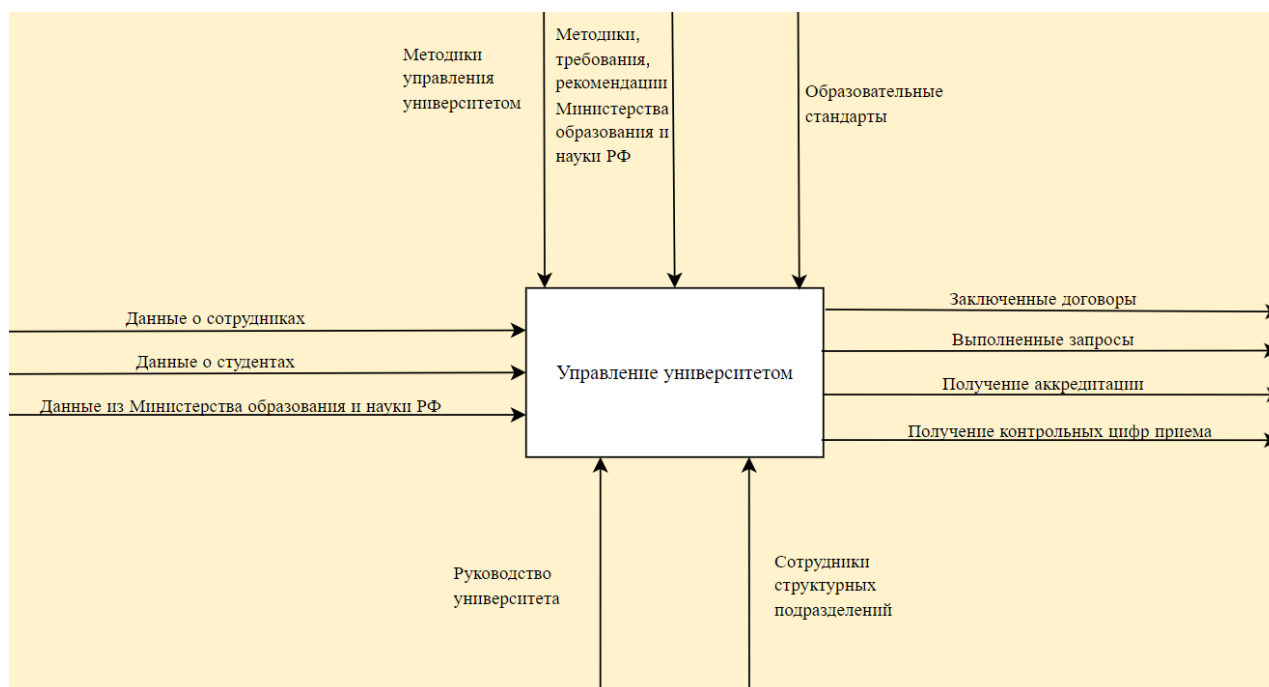 Методики
управления
университетом
Методики,
требования,
рекомендации
Министерства
образования и
науки РФ
Образовательные
стандарты
Данные о сотрудниках
Данные о студентах
Данные из Министерства образования и науки РФ
Управление университетом
Заключенные договоры
Выполненные запросы
Получение аккредитации
Получение контрольных цифр приема
Руководство
университета
Сотрудники
структурных
подразделений